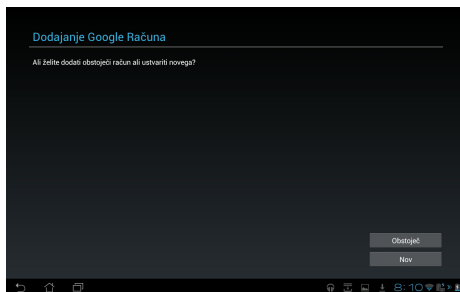 Dodajanje Google Računa
Ali želite dodati obstoječi račun ali ustvariti novega?
Obstoječ
Nov
8:10